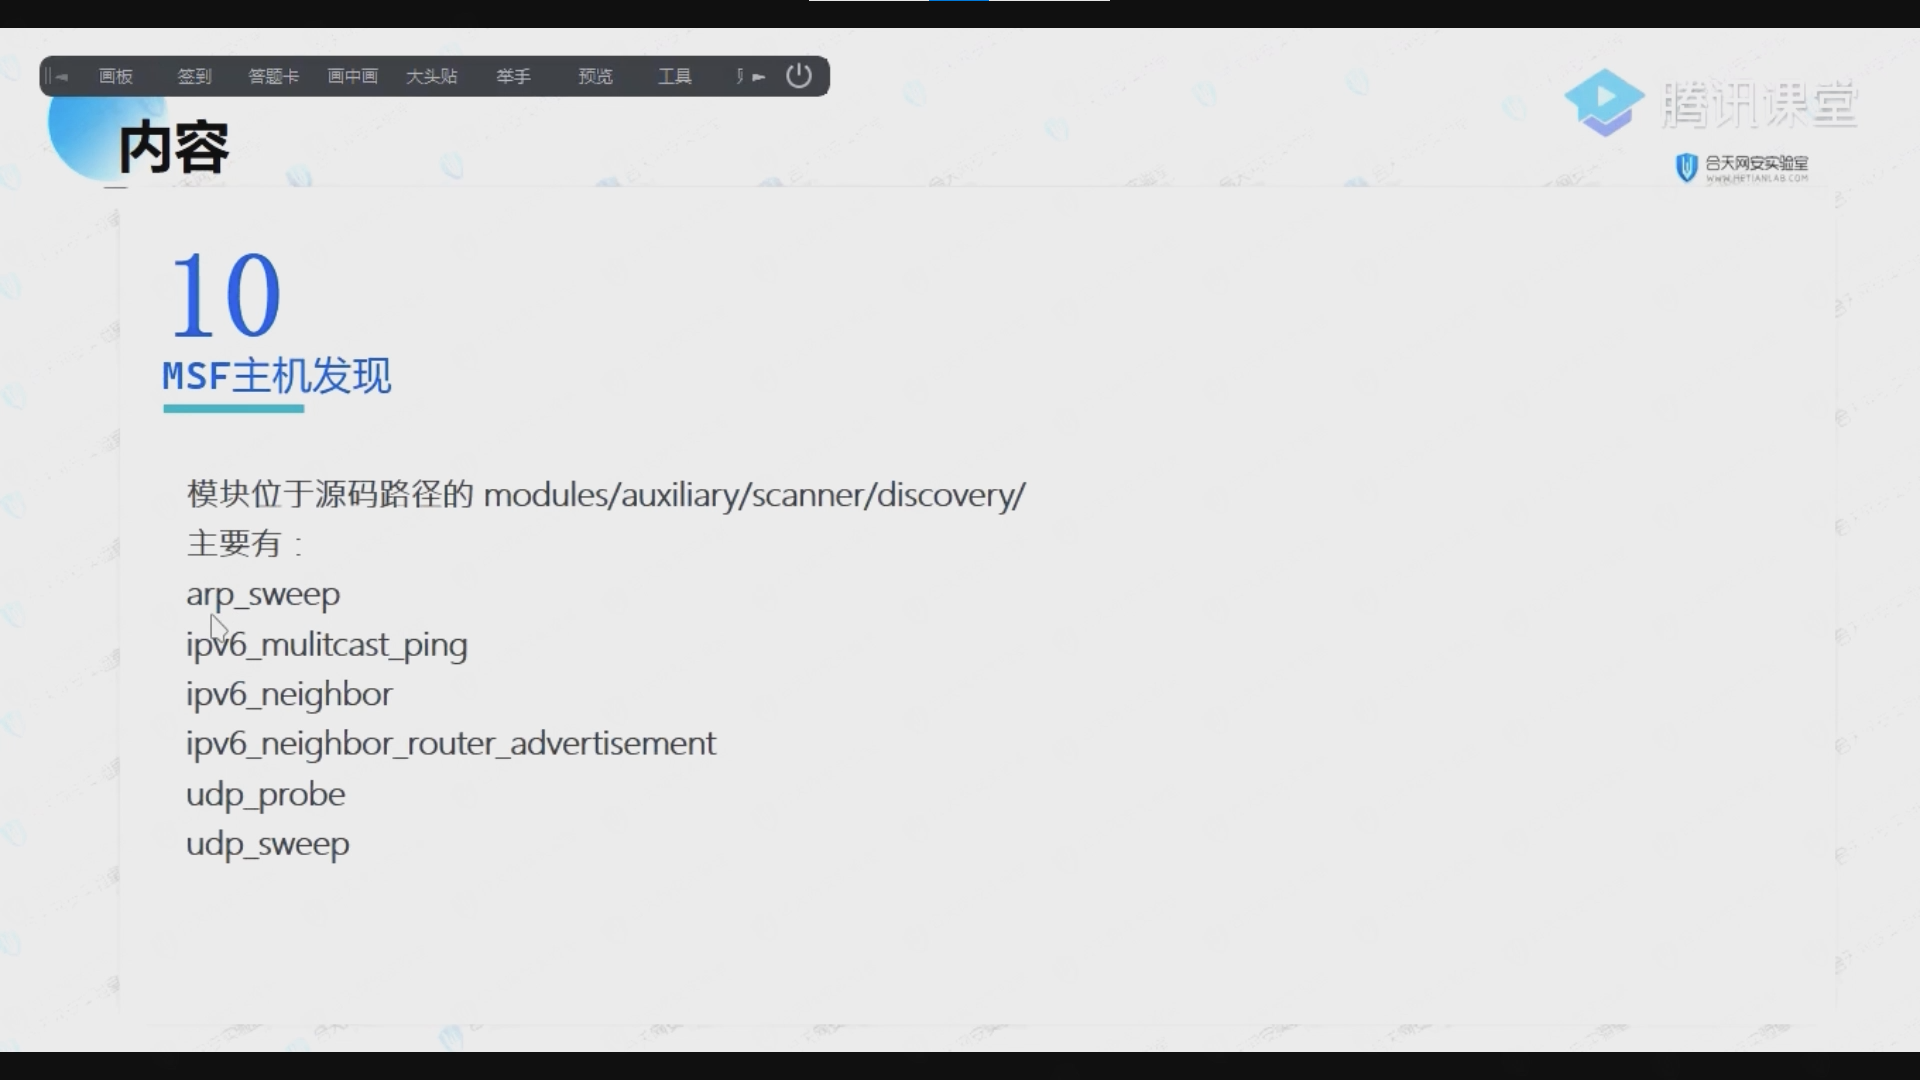 画板 签到 答题卡 画中画 大头贴 举手 预览 工具
腾讯课堂
内容
合天网安实验室
WWW.HETIANLAB.COM
10
MSF主机发现
模块位于源码路径的 modules/auxiliary/scanner/discovery/
主要有：
arp_sweep
ipv6_mulitcast_ping
ipv6_neighbor
ipv6_neighbor_router_advertisement
udp_probe
udp_sweep